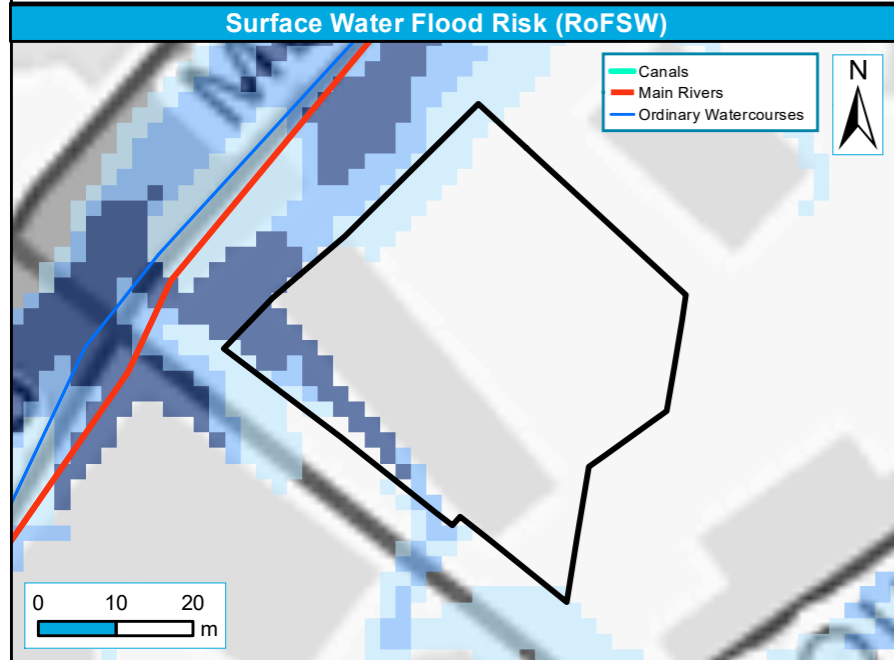 Surface Water Flood Risk (RoFSW)
Canals
Main Rivers
Ordinary Watercourses
N
0 10 20
m